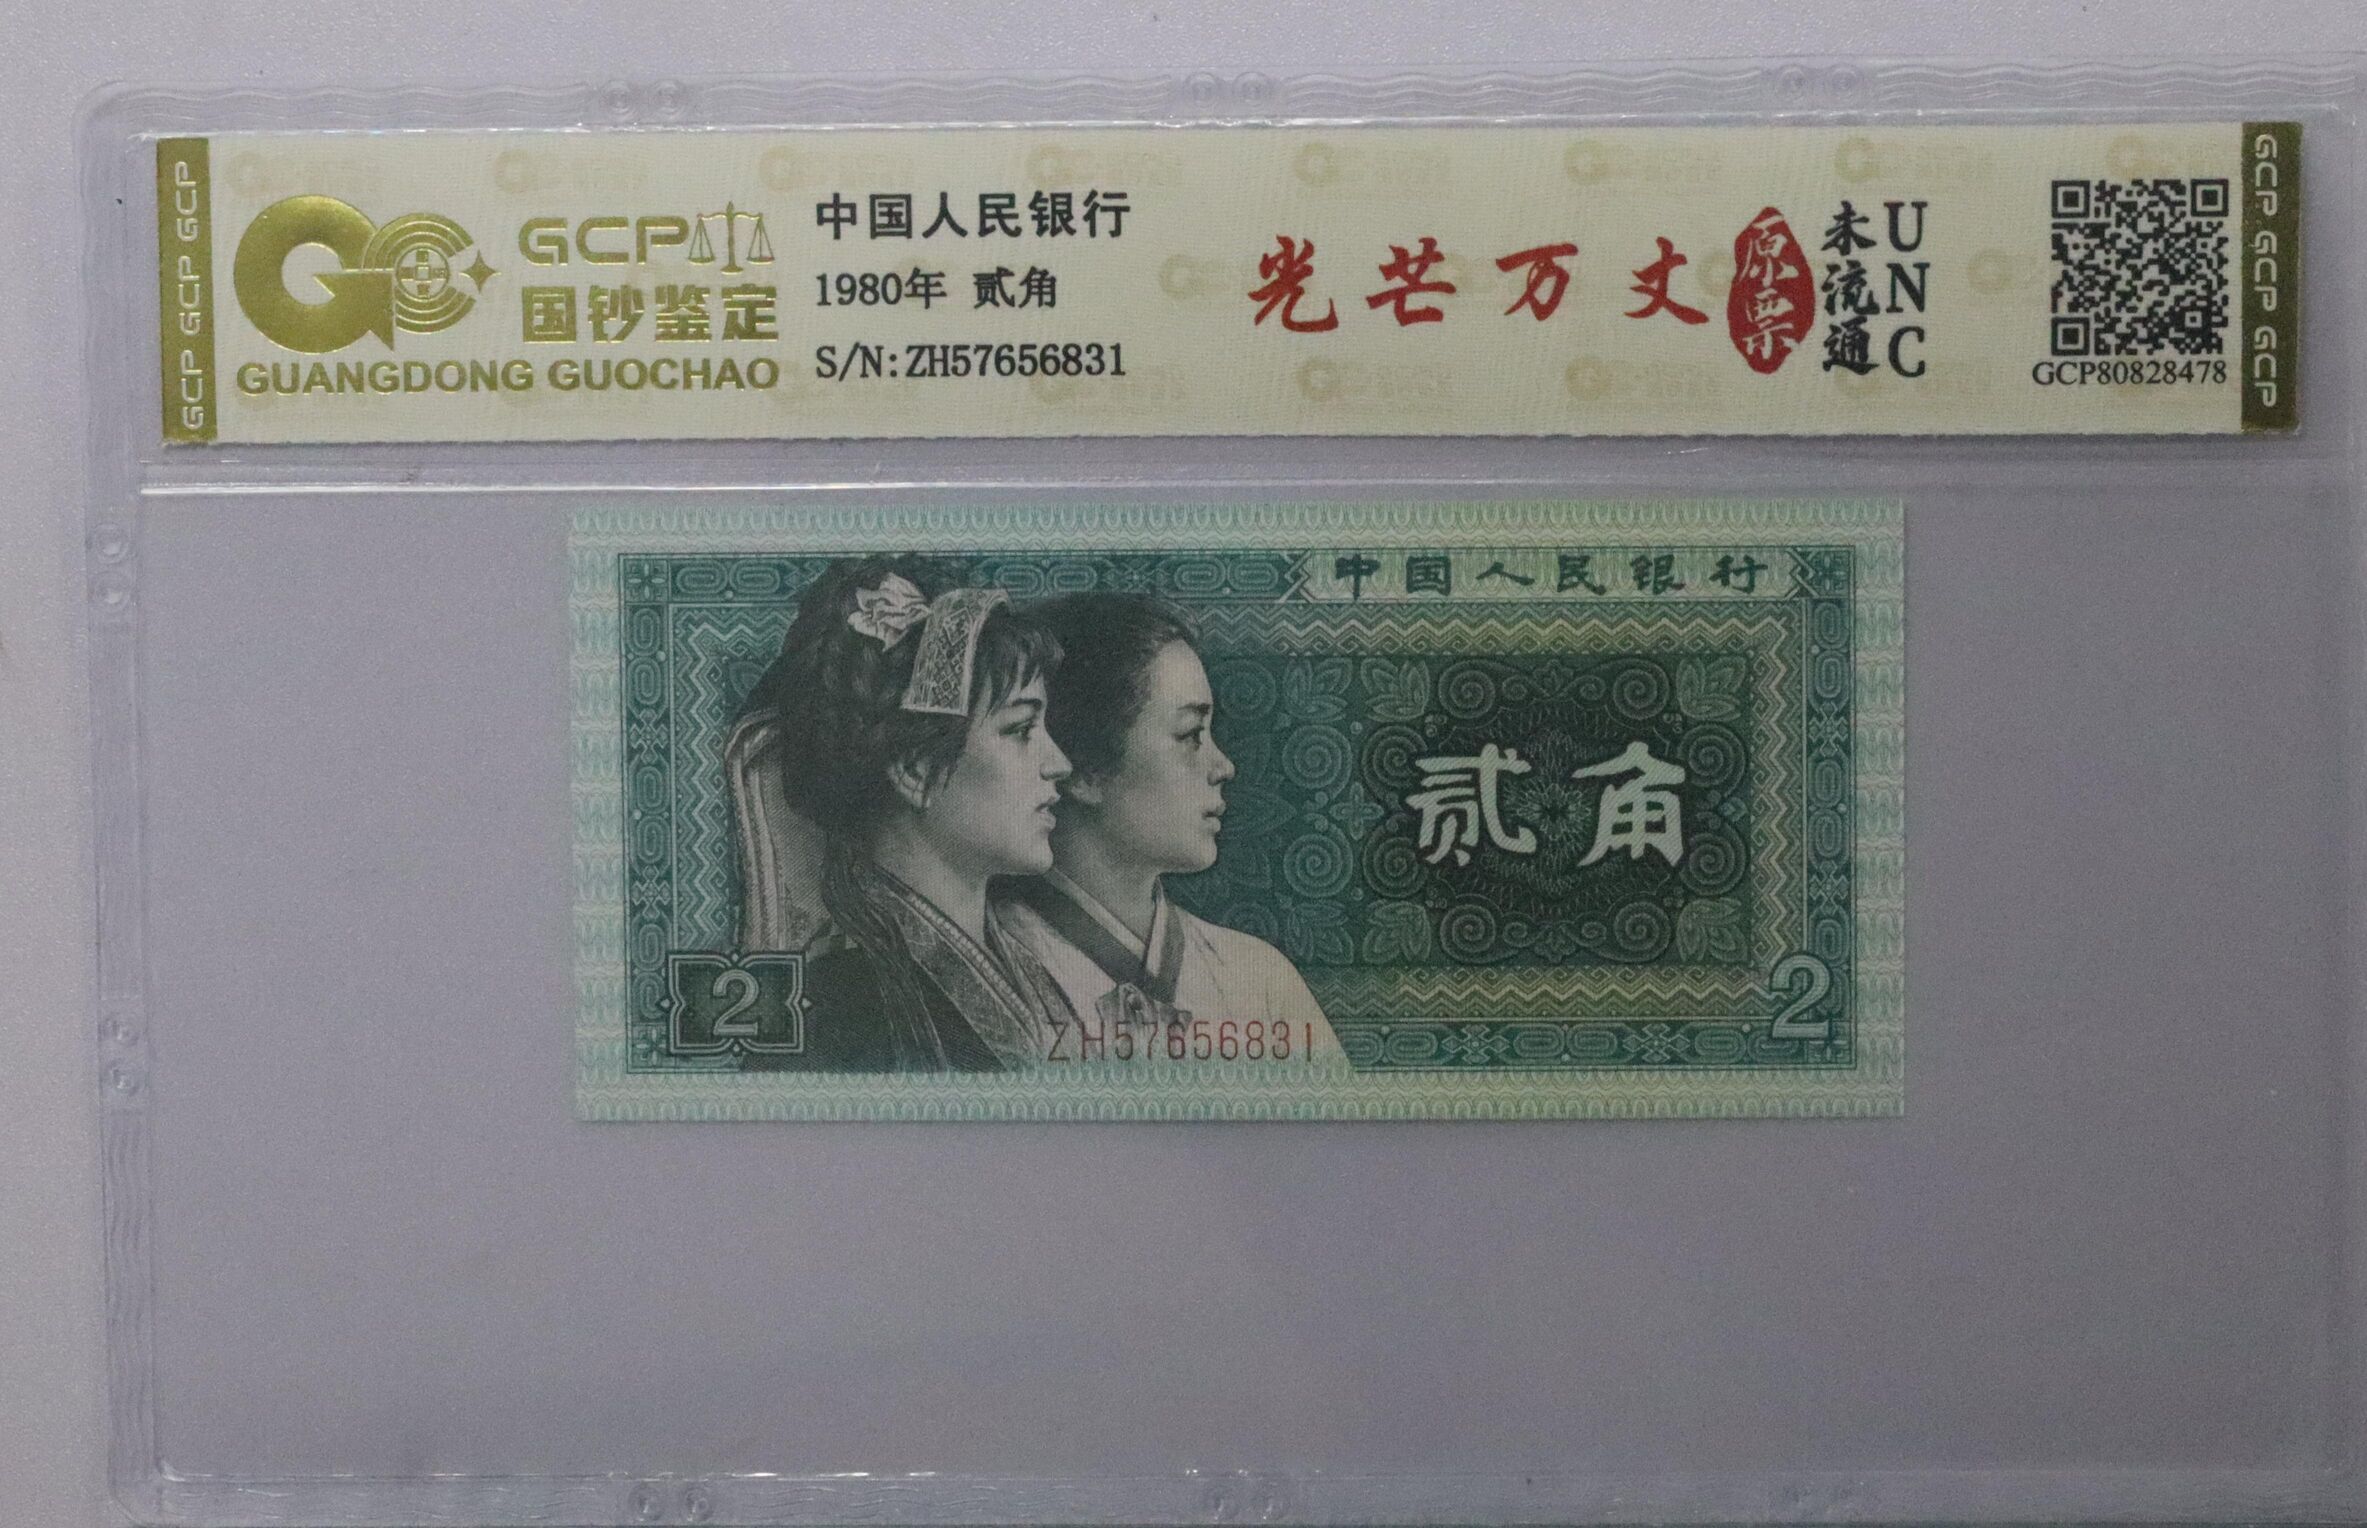 GCP GCP GCP
GCP
国钞鉴定
GUANGDONG GUOCHAO
中国人民银行
1980年 贰角
S/N:ZH57656831
光芒万丈
原票
未流通
UNC
GCP80828478
GCP GCP GCP
中国人民银行
贰角
2
2
ZH57656831